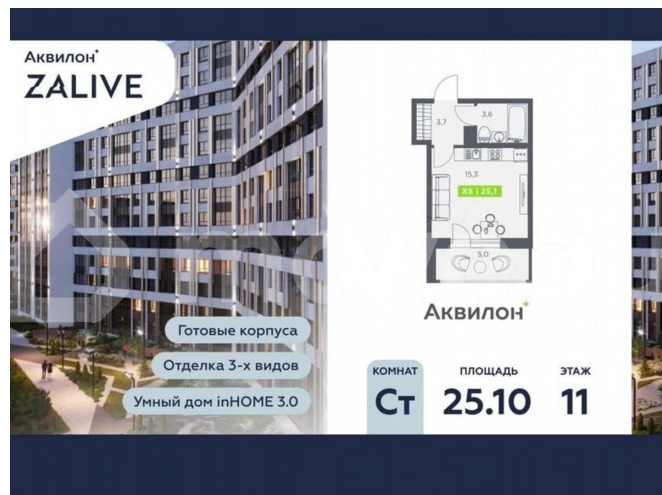 Аквилон+
ZALIVE
Готовые корпуса
Отделка 3-х видов
Умный дом inHOME 3.0
3,7
3,6
15,3
XS | 25,1
5,0
Аквилон+
КОМНАТ
Ст
ПЛОЩАДЬ
25.10
ЭТАЖ
11